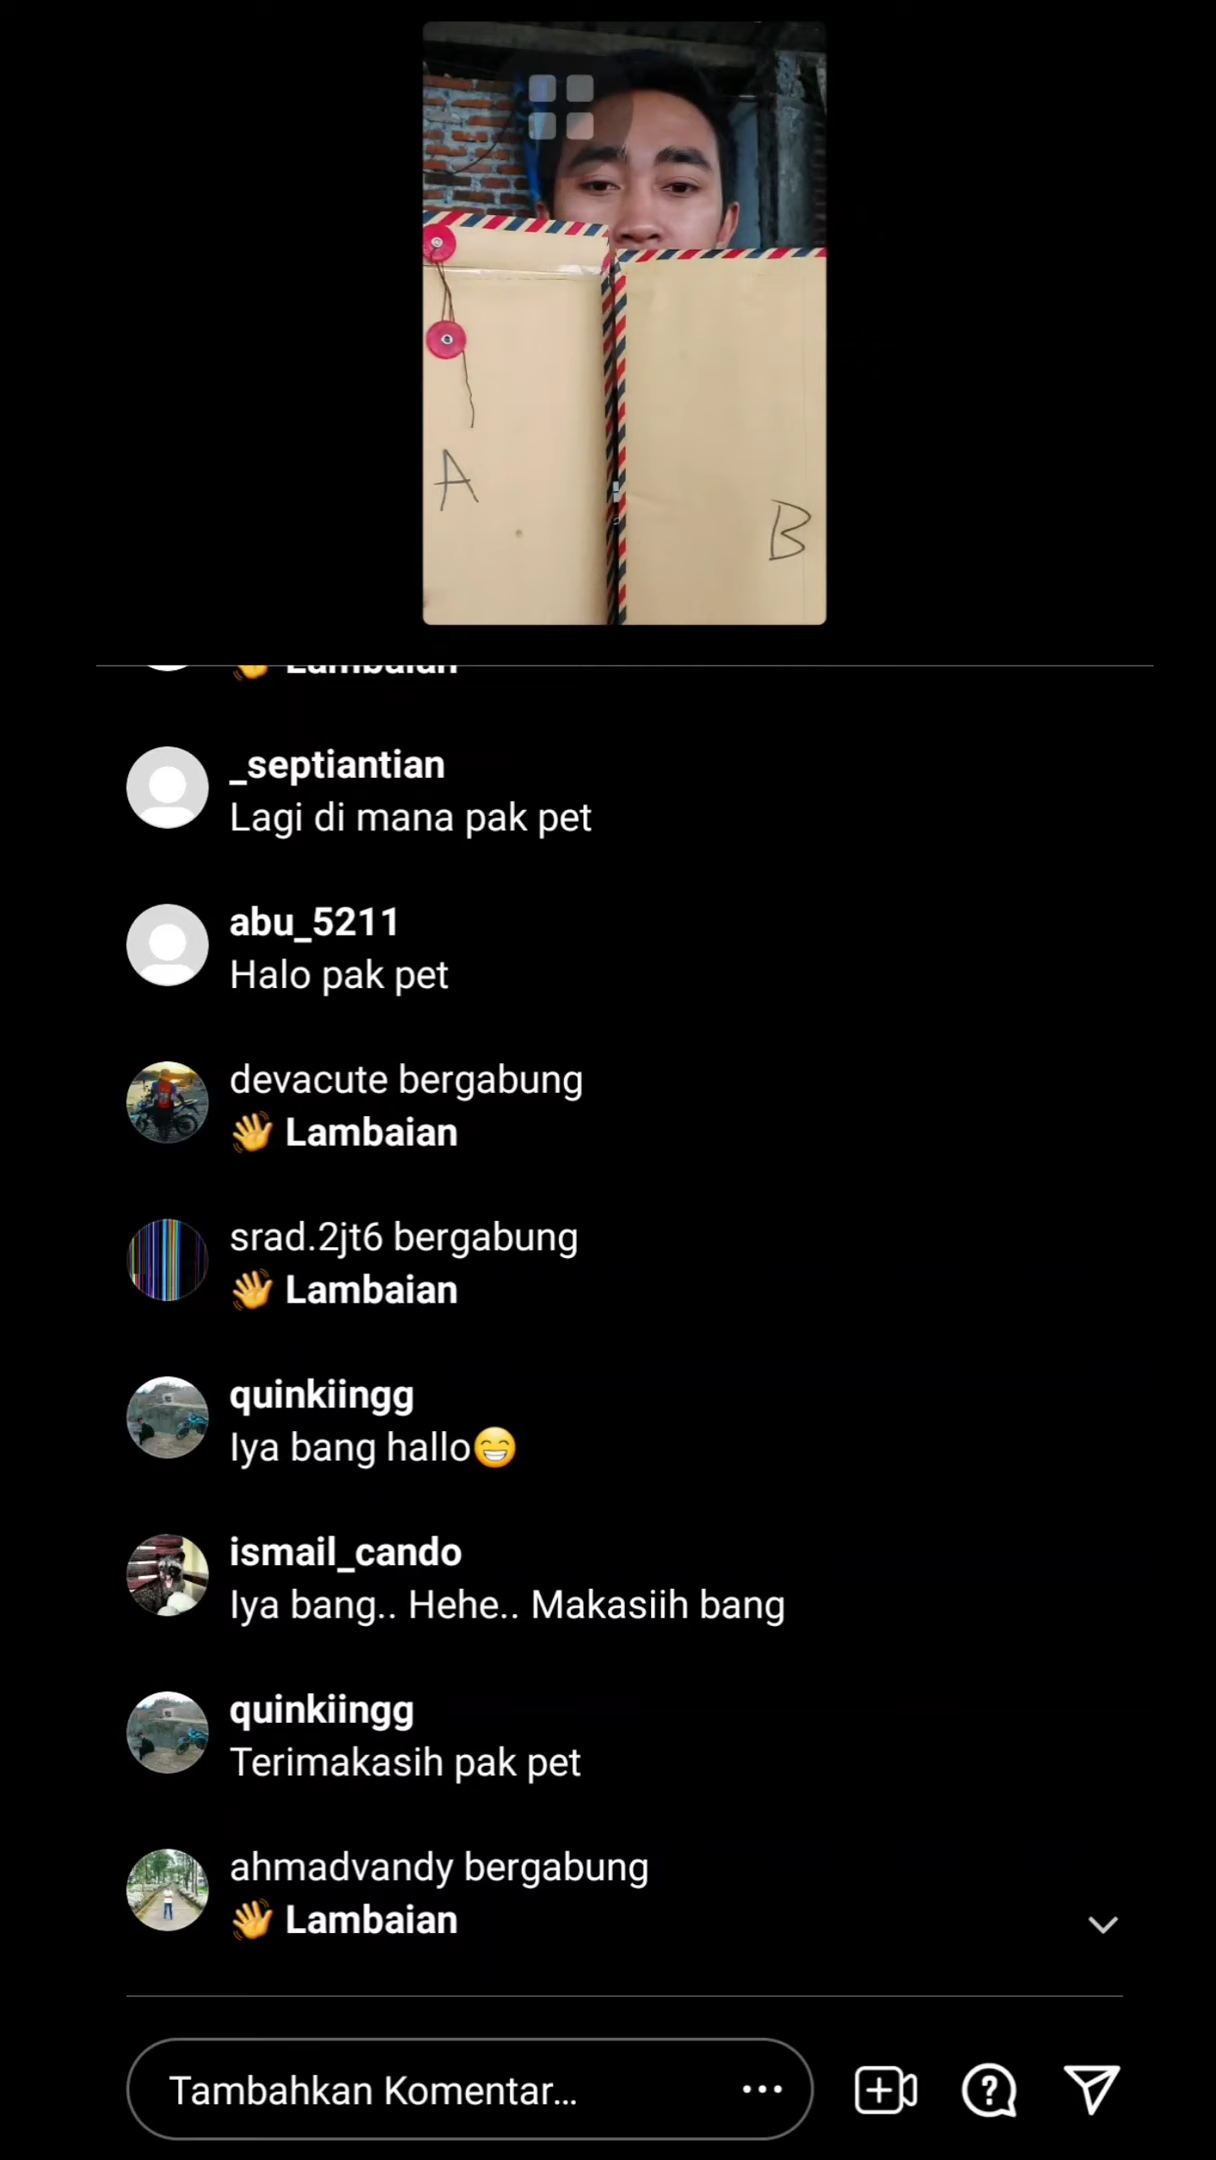 A
B
👋 Lambaian
_septiantian
Lagi di mana pak pet
abu_5211
Halo pak pet
devacute bergabung
👋 Lambaian
srad.2jt6 bergabung
👋 Lambaian
quinkiingg
Iya bang hallo😁
ismail_cando
Iya bang.. Hehe.. Makasiih bang
quinkiingg
Terimakasih pak pet
ahmadvandy bergabung
👋 Lambaian
Tambahkan Komentar...